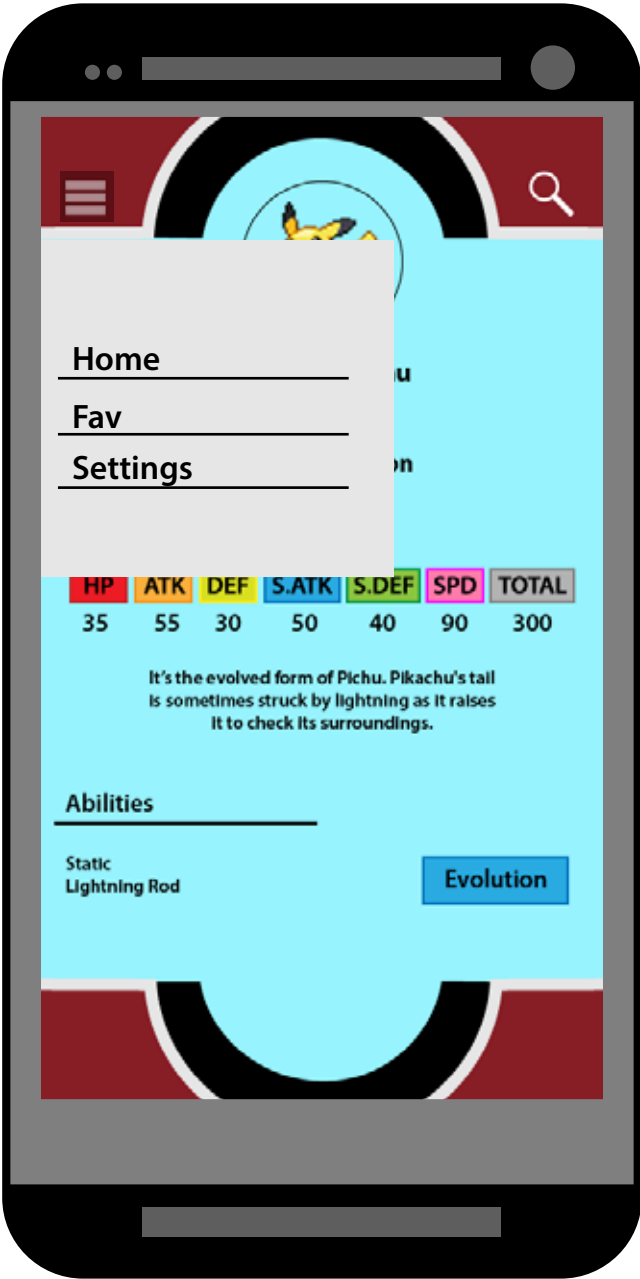 Home
Fav
Settings
HP ATK DEF S.ATK S.DEF SPD TOTAL
35 55 30 50 40 90 300
It's the evolved form of Pichu. Pikachu's tail
is sometimes struck by lightning as it raises
it to check its surroundings.
Abilities
Static
Lightning Rod
Evolution